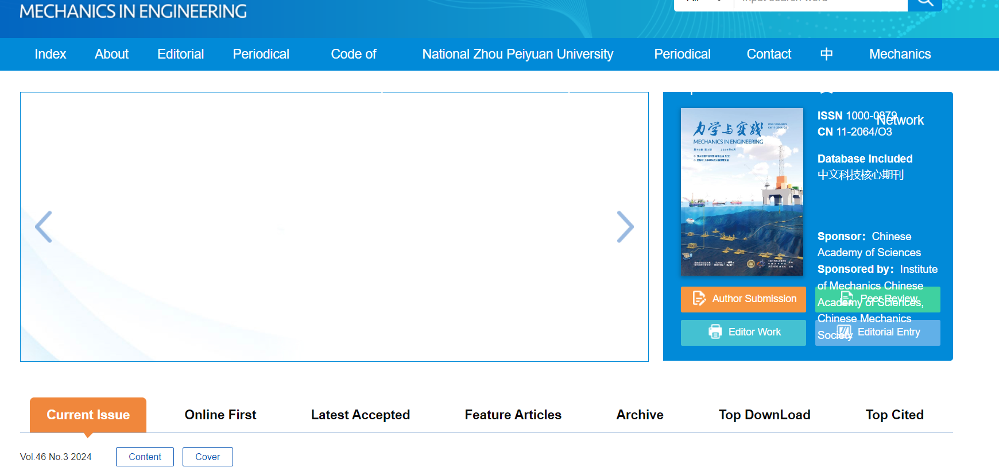 MECHANICS IN ENGINEERING
Index About Editorial Periodical Code of National Zhou Peiyuan University Periodical Contact 中 Mechanics
Network
力学与实践
MECHANICS IN ENGINEERING
ISSN 1000-0879
CN 11-2064/O3
Database Included
中文科技核心期刊
Sponsor：Chinese
Academy of Sciences
Sponsored by：Institute
of Mechanics Chinese
Academy of Sciences,
Chinese Mechanics
Society
Author Submission
Peer Review
Editor Work
Editorial Entry
Current Issue Online First Latest Accepted Feature Articles Archive Top DownLoad Top Cited
Vol.46 No.3 2024 Content Cover